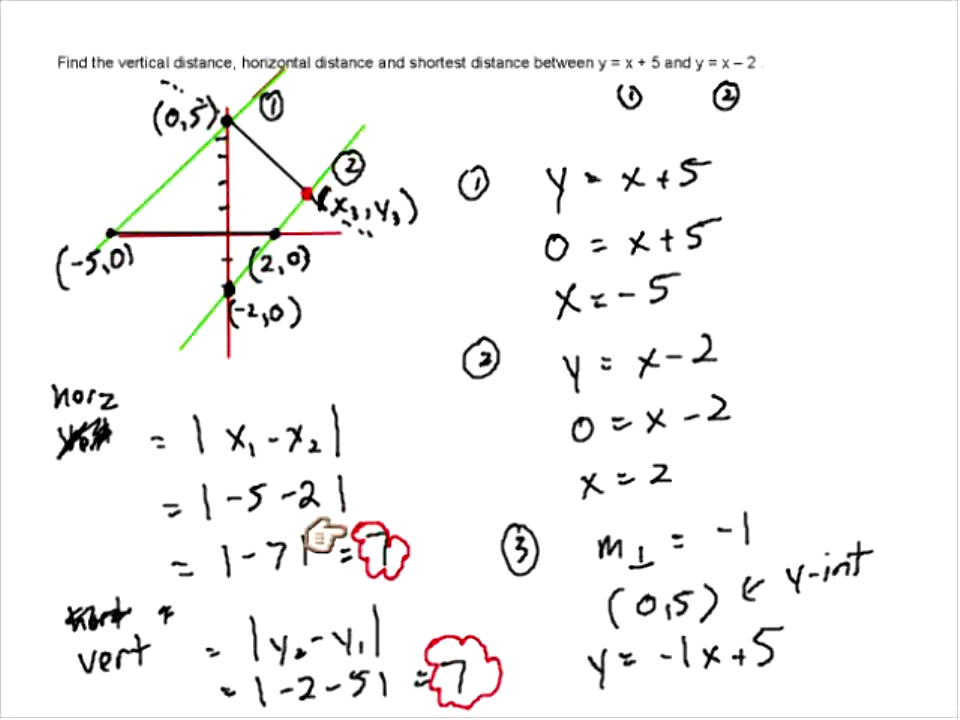 Find the vertical distance, horizontal distance and shortest distance between y = x + 5 and y = x – 2 .
① ②
(0,5) ①
②
(x₃, y₃)
(-5,0) (2,0)
(-2,0)
① y = x + 5
0 = x + 5
x = -5
② y = x - 2
0 = x - 2
x = 2
horz = | x₁ - x₂ |
= | -5 - 2 |
= | -7 | = 7
vert = | y₂ - y₁ |
= | -2 - 5 | = 7
③ m⊥ = -1
(0,5) ← y-int
y = -1x + 5